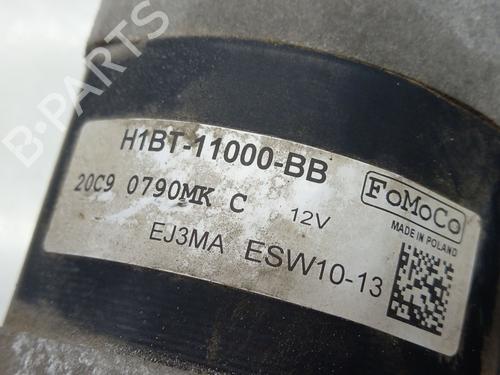 B-PARTS
H1BT-11000-BB
20C9 0790MK C 12V
FoMoCo
MADE IN POLAND
EJ3MA ESW10-13